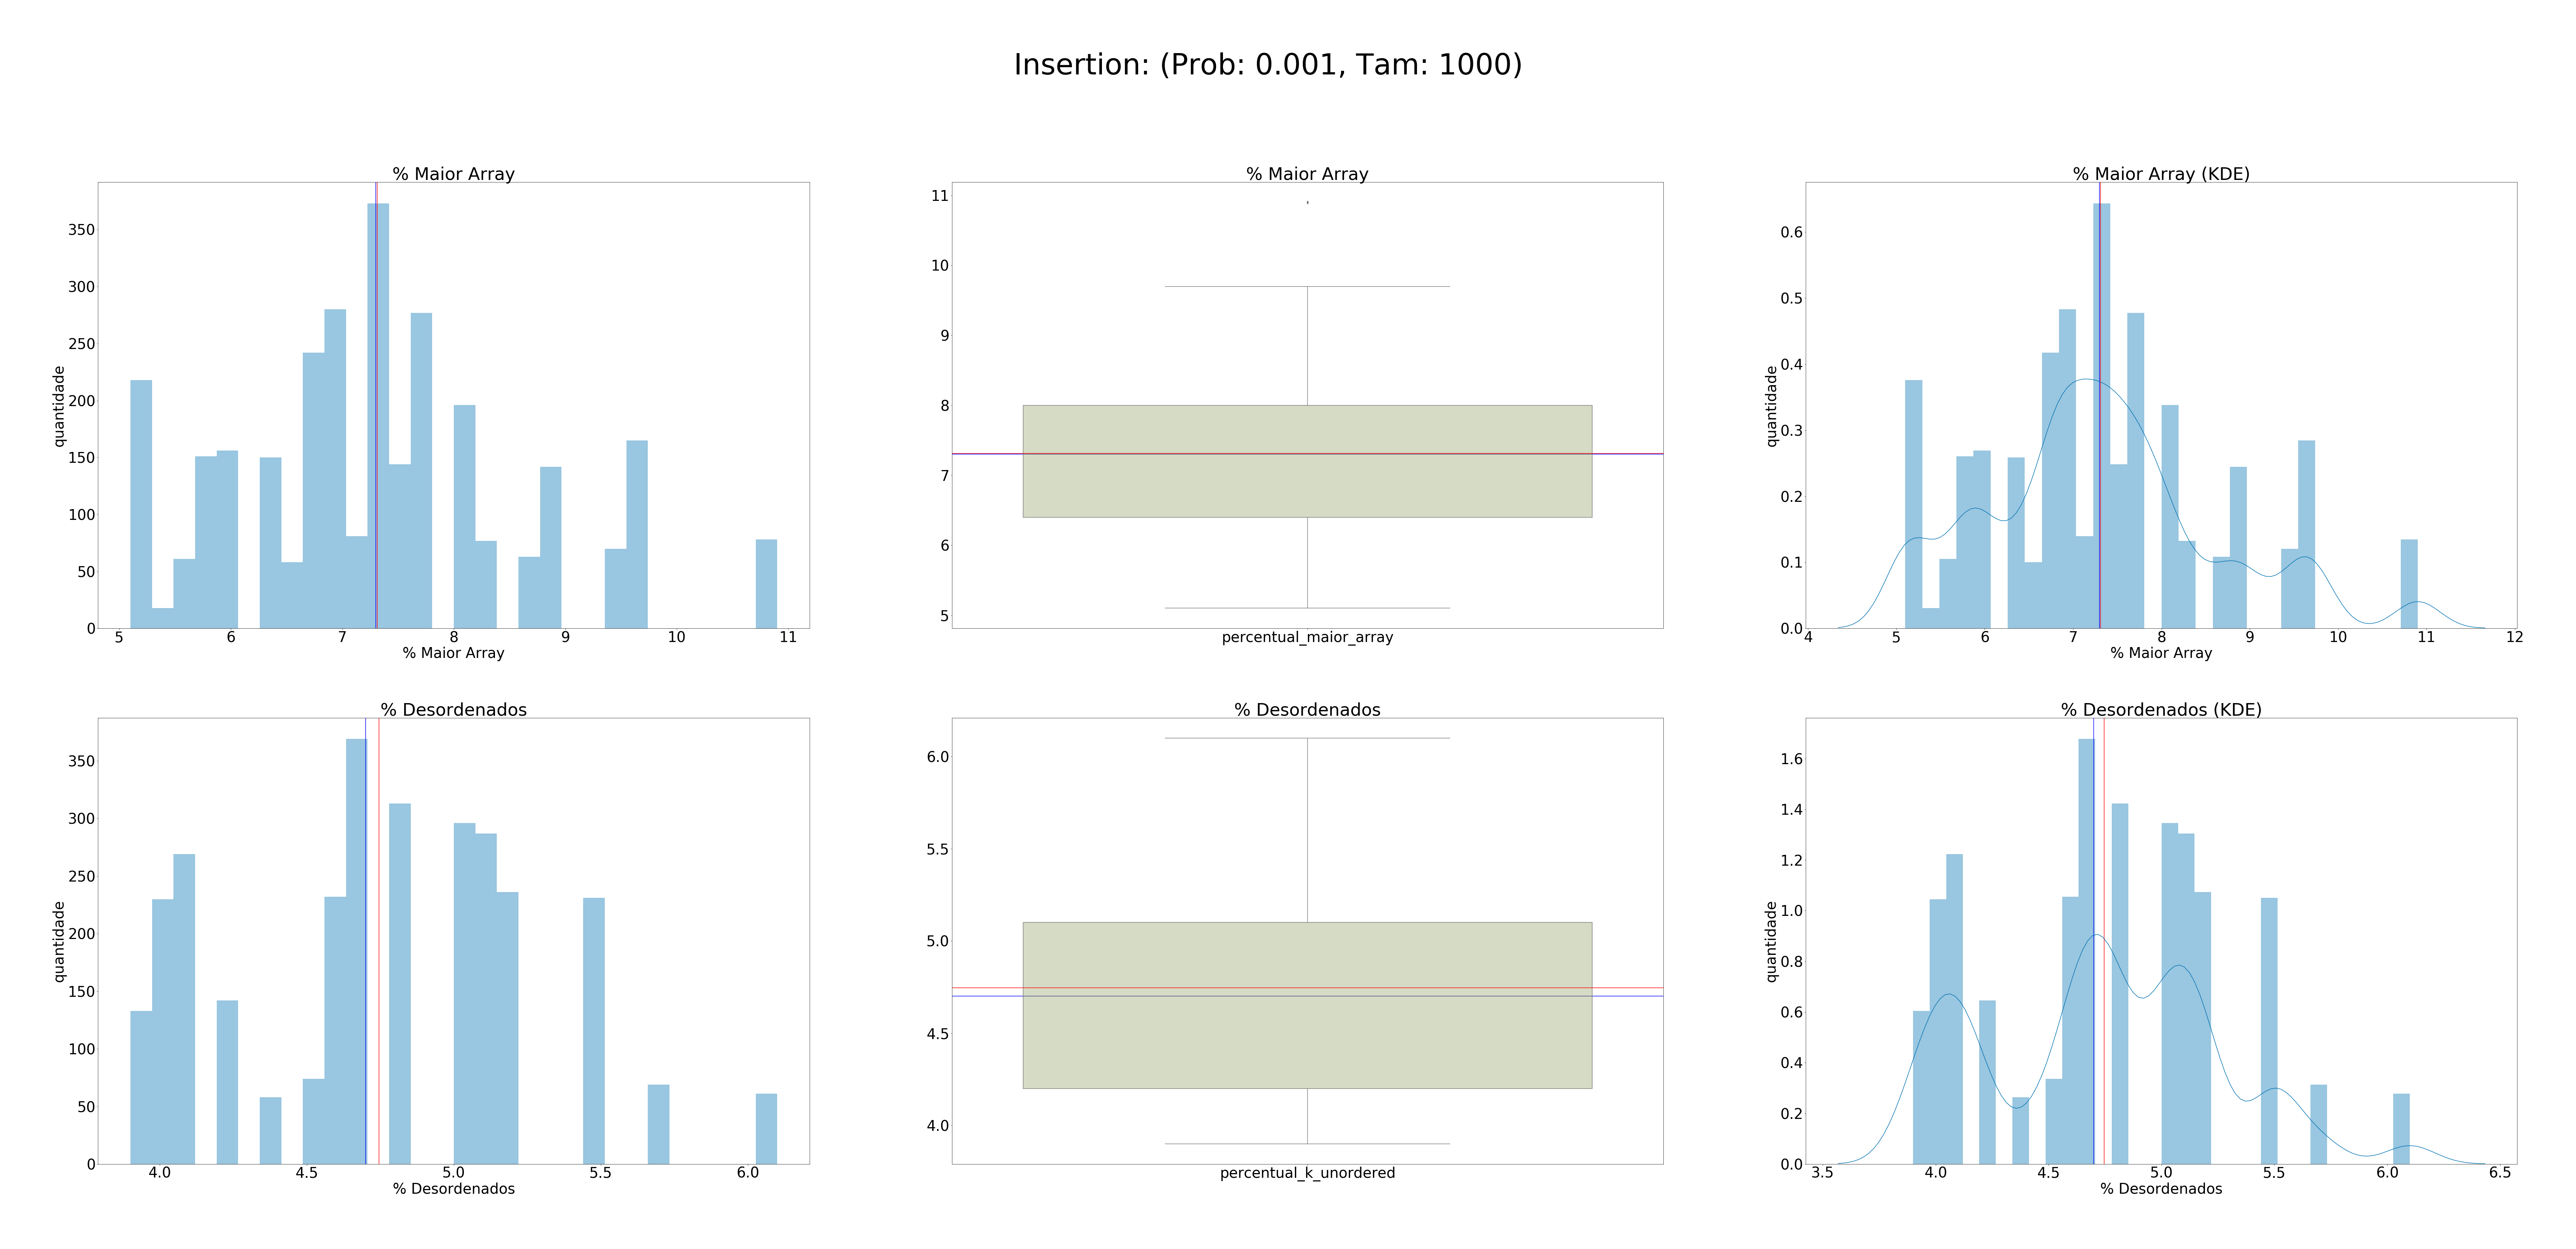 Insertion: (Prob: 0.001, Tam: 1000)
% Maior Array
350
300
250
200
150
100
50
0
quantidade
5 6 7 8 9 10 11
% Maior Array
% Maior Array
11
10
9
8
7
6
5
percentual_maior_array
% Maior Array (KDE)
0.6
0.5
0.4
0.3
0.2
0.1
0.0
quantidade
4 5 6 7 8 9 10 11 12
% Maior Array
% Desordenados
350
300
250
200
150
100
50
0
quantidade
4.0 4.5 5.0 5.5 6.0
% Desordenados
% Desordenados
6.0
5.5
5.0
4.5
4.0
percentual_k_unordered
% Desordenados (KDE)
1.6
1.4
1.2
1.0
0.8
0.6
0.4
0.2
0.0
quantidade
3.5 4.0 4.5 5.0 5.5 6.0 6.5
% Desordenados